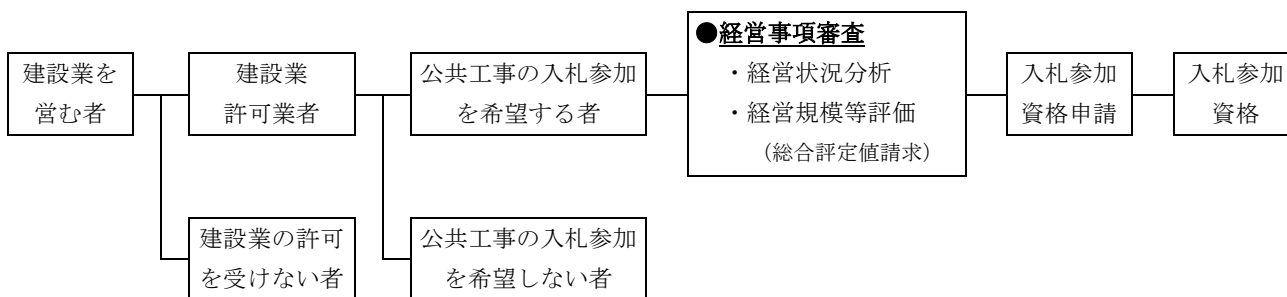 建設業を
営む者
建設業
許可業者
公共工事の入札参加
を希望する者
●経営事項審査
・経営状況分析
・経営規模等評価
（総合評定値請求）
入札参加
資格申請
入札参加
資格
建設業の許可
を受けない者
公共工事の入札参加
を希望しない者